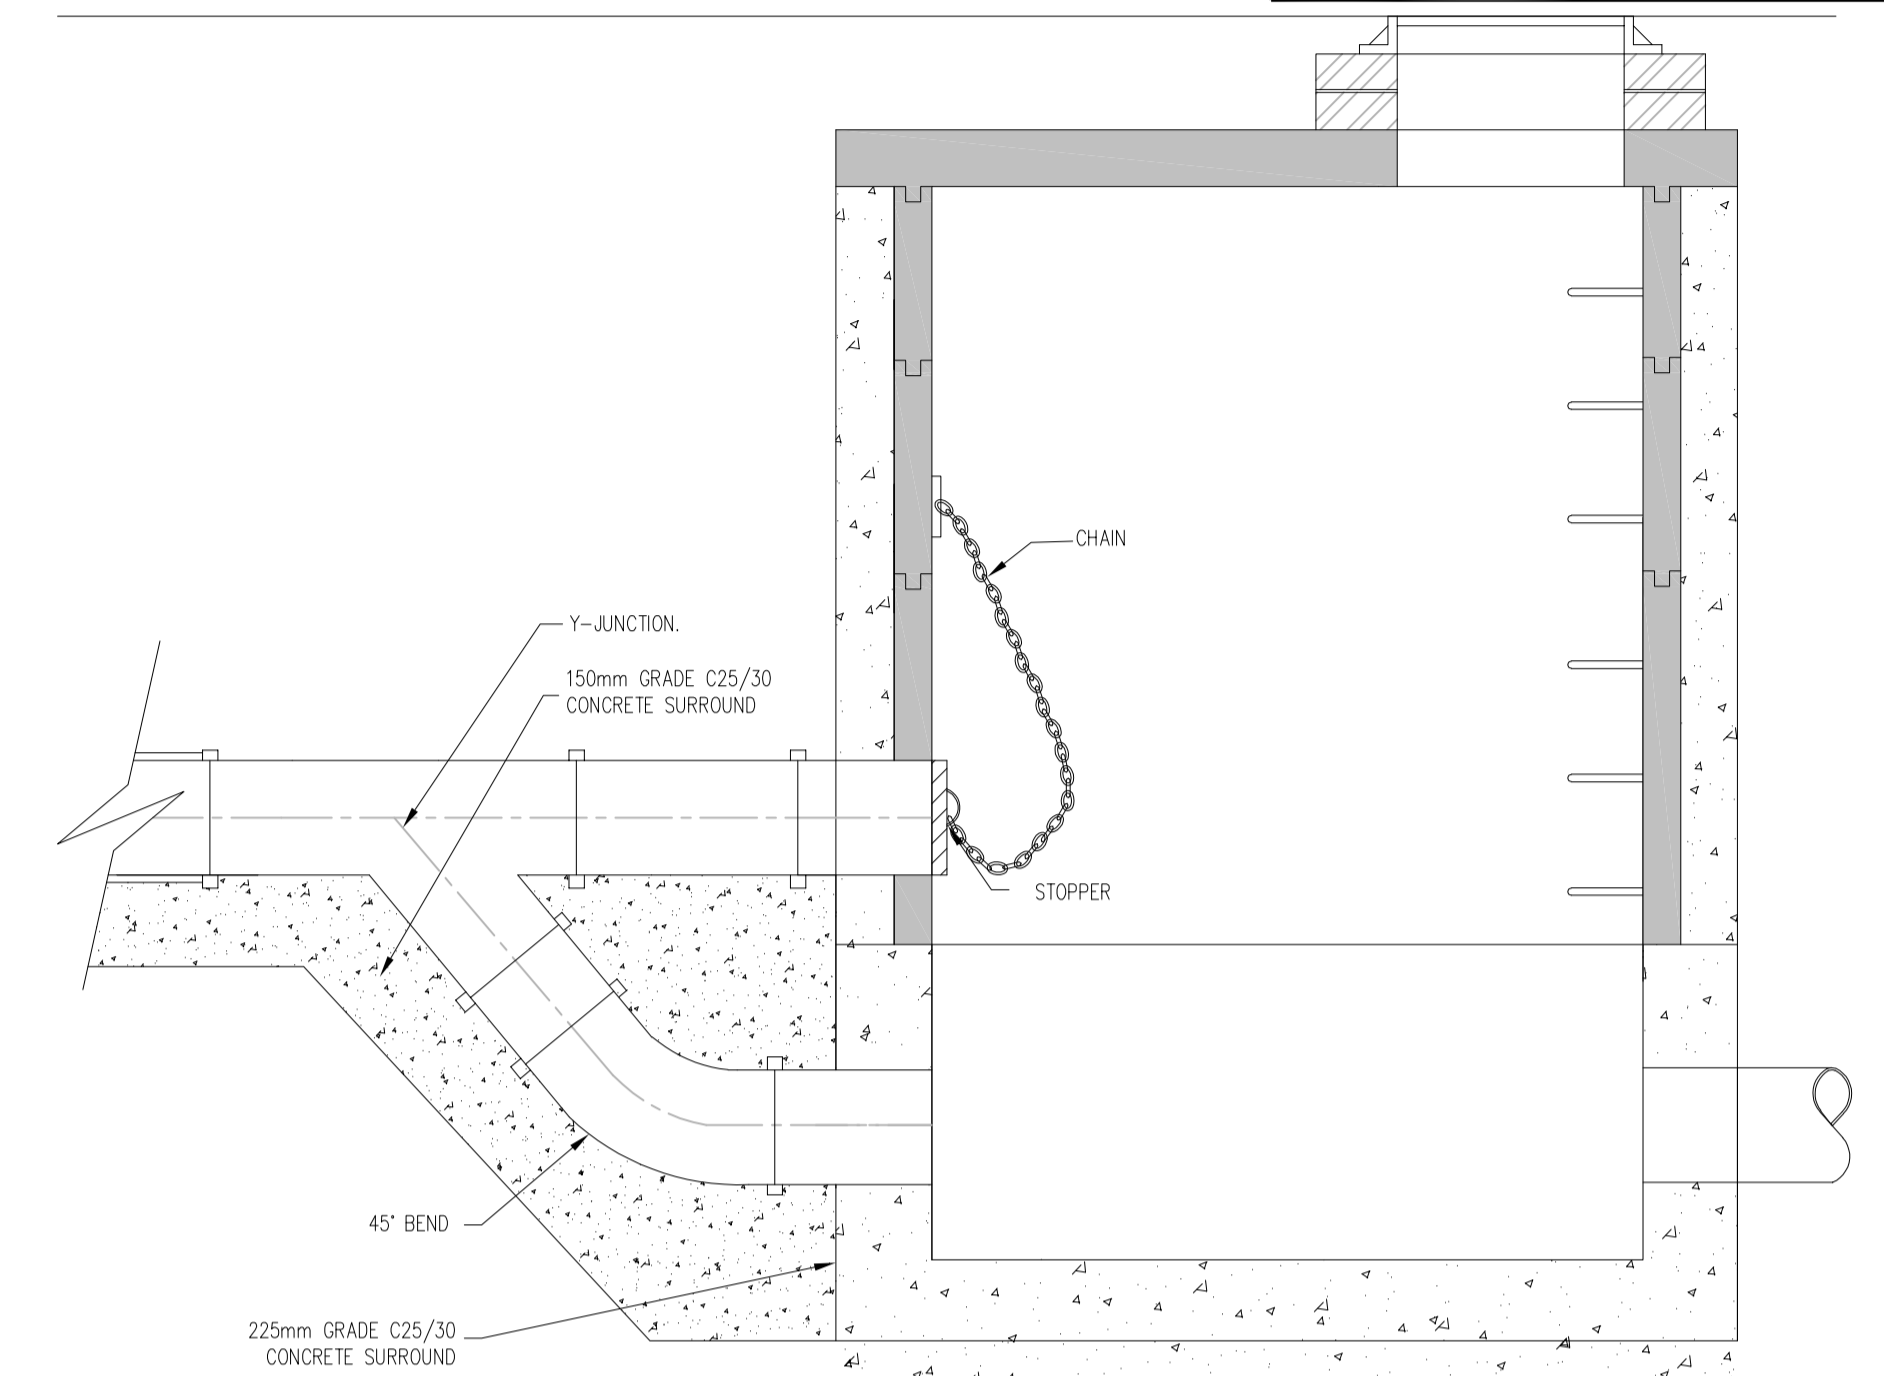 CHAIN
Y-JUNCTION.
150mm GRADE C25/30
CONCRETE SURROUND
STOPPER
45° BEND
225mm GRADE C25/30
CONCRETE SURROUND